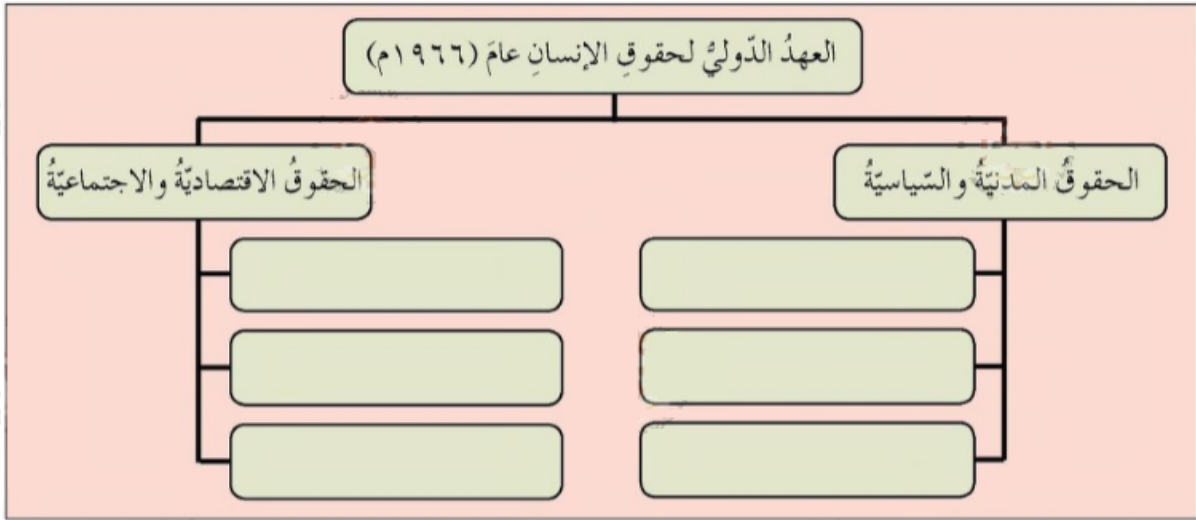 العهدُ الدّوليُّ لحقوقِ الإنسانِ عامَ (١٩٦٦م)
الحقوقُ المدنيّةُ والسّياسيّةُ
الحقوقُ الاقتصاديّةُ والاجتماعيّةُ